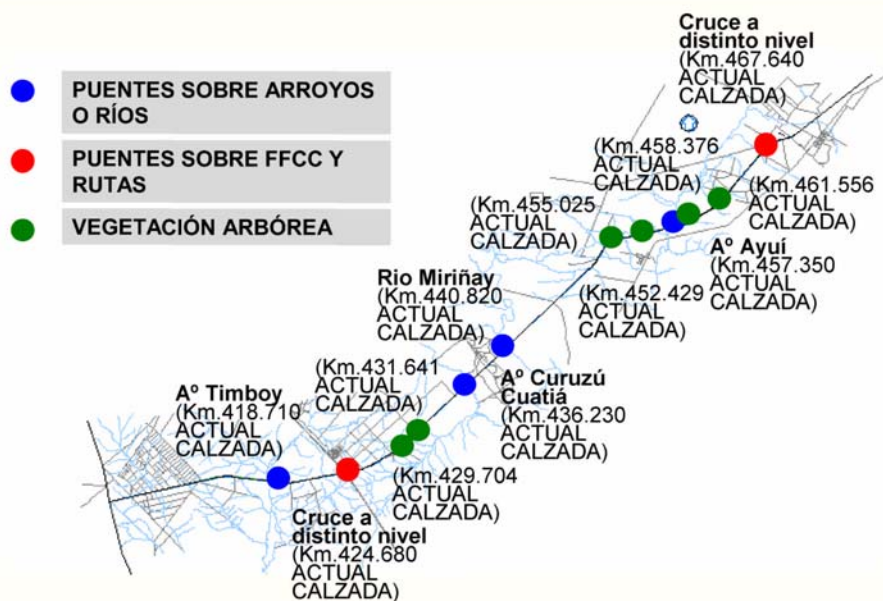 PUENTES SOBRE ARROYOS
O RÍOS
PUENTES SOBRE FFCC Y
RUTAS
VEGETACIÓN ARBÓREA
Cruce a
distinto nivel
(Km.467.640
ACTUAL
CALZADA)
(Km.458.376
ACTUAL
CALZADA)
(Km.461.556
ACTUAL
CALZADA)
(Km.455.025
ACTUAL
CALZADA)
Aº Ayuí
(Km.457.350
ACTUAL
CALZADA)
(Km.452.429
ACTUAL
CALZADA)
Rio Miriñay
(Km.440.820
ACTUAL
CALZADA)
(Km.431.641
ACTUAL
CALZADA)
Aº Curuzú
Cuatiá
(Km.436.230
ACTUAL
CALZADA)
Aº Timboy
(Km.418.710
ACTUAL
CALZADA)
(Km.429.704
ACTUAL
CALZADA)
Cruce a
distinto nivel
(Km.424.680
ACTUAL
CALZADA)